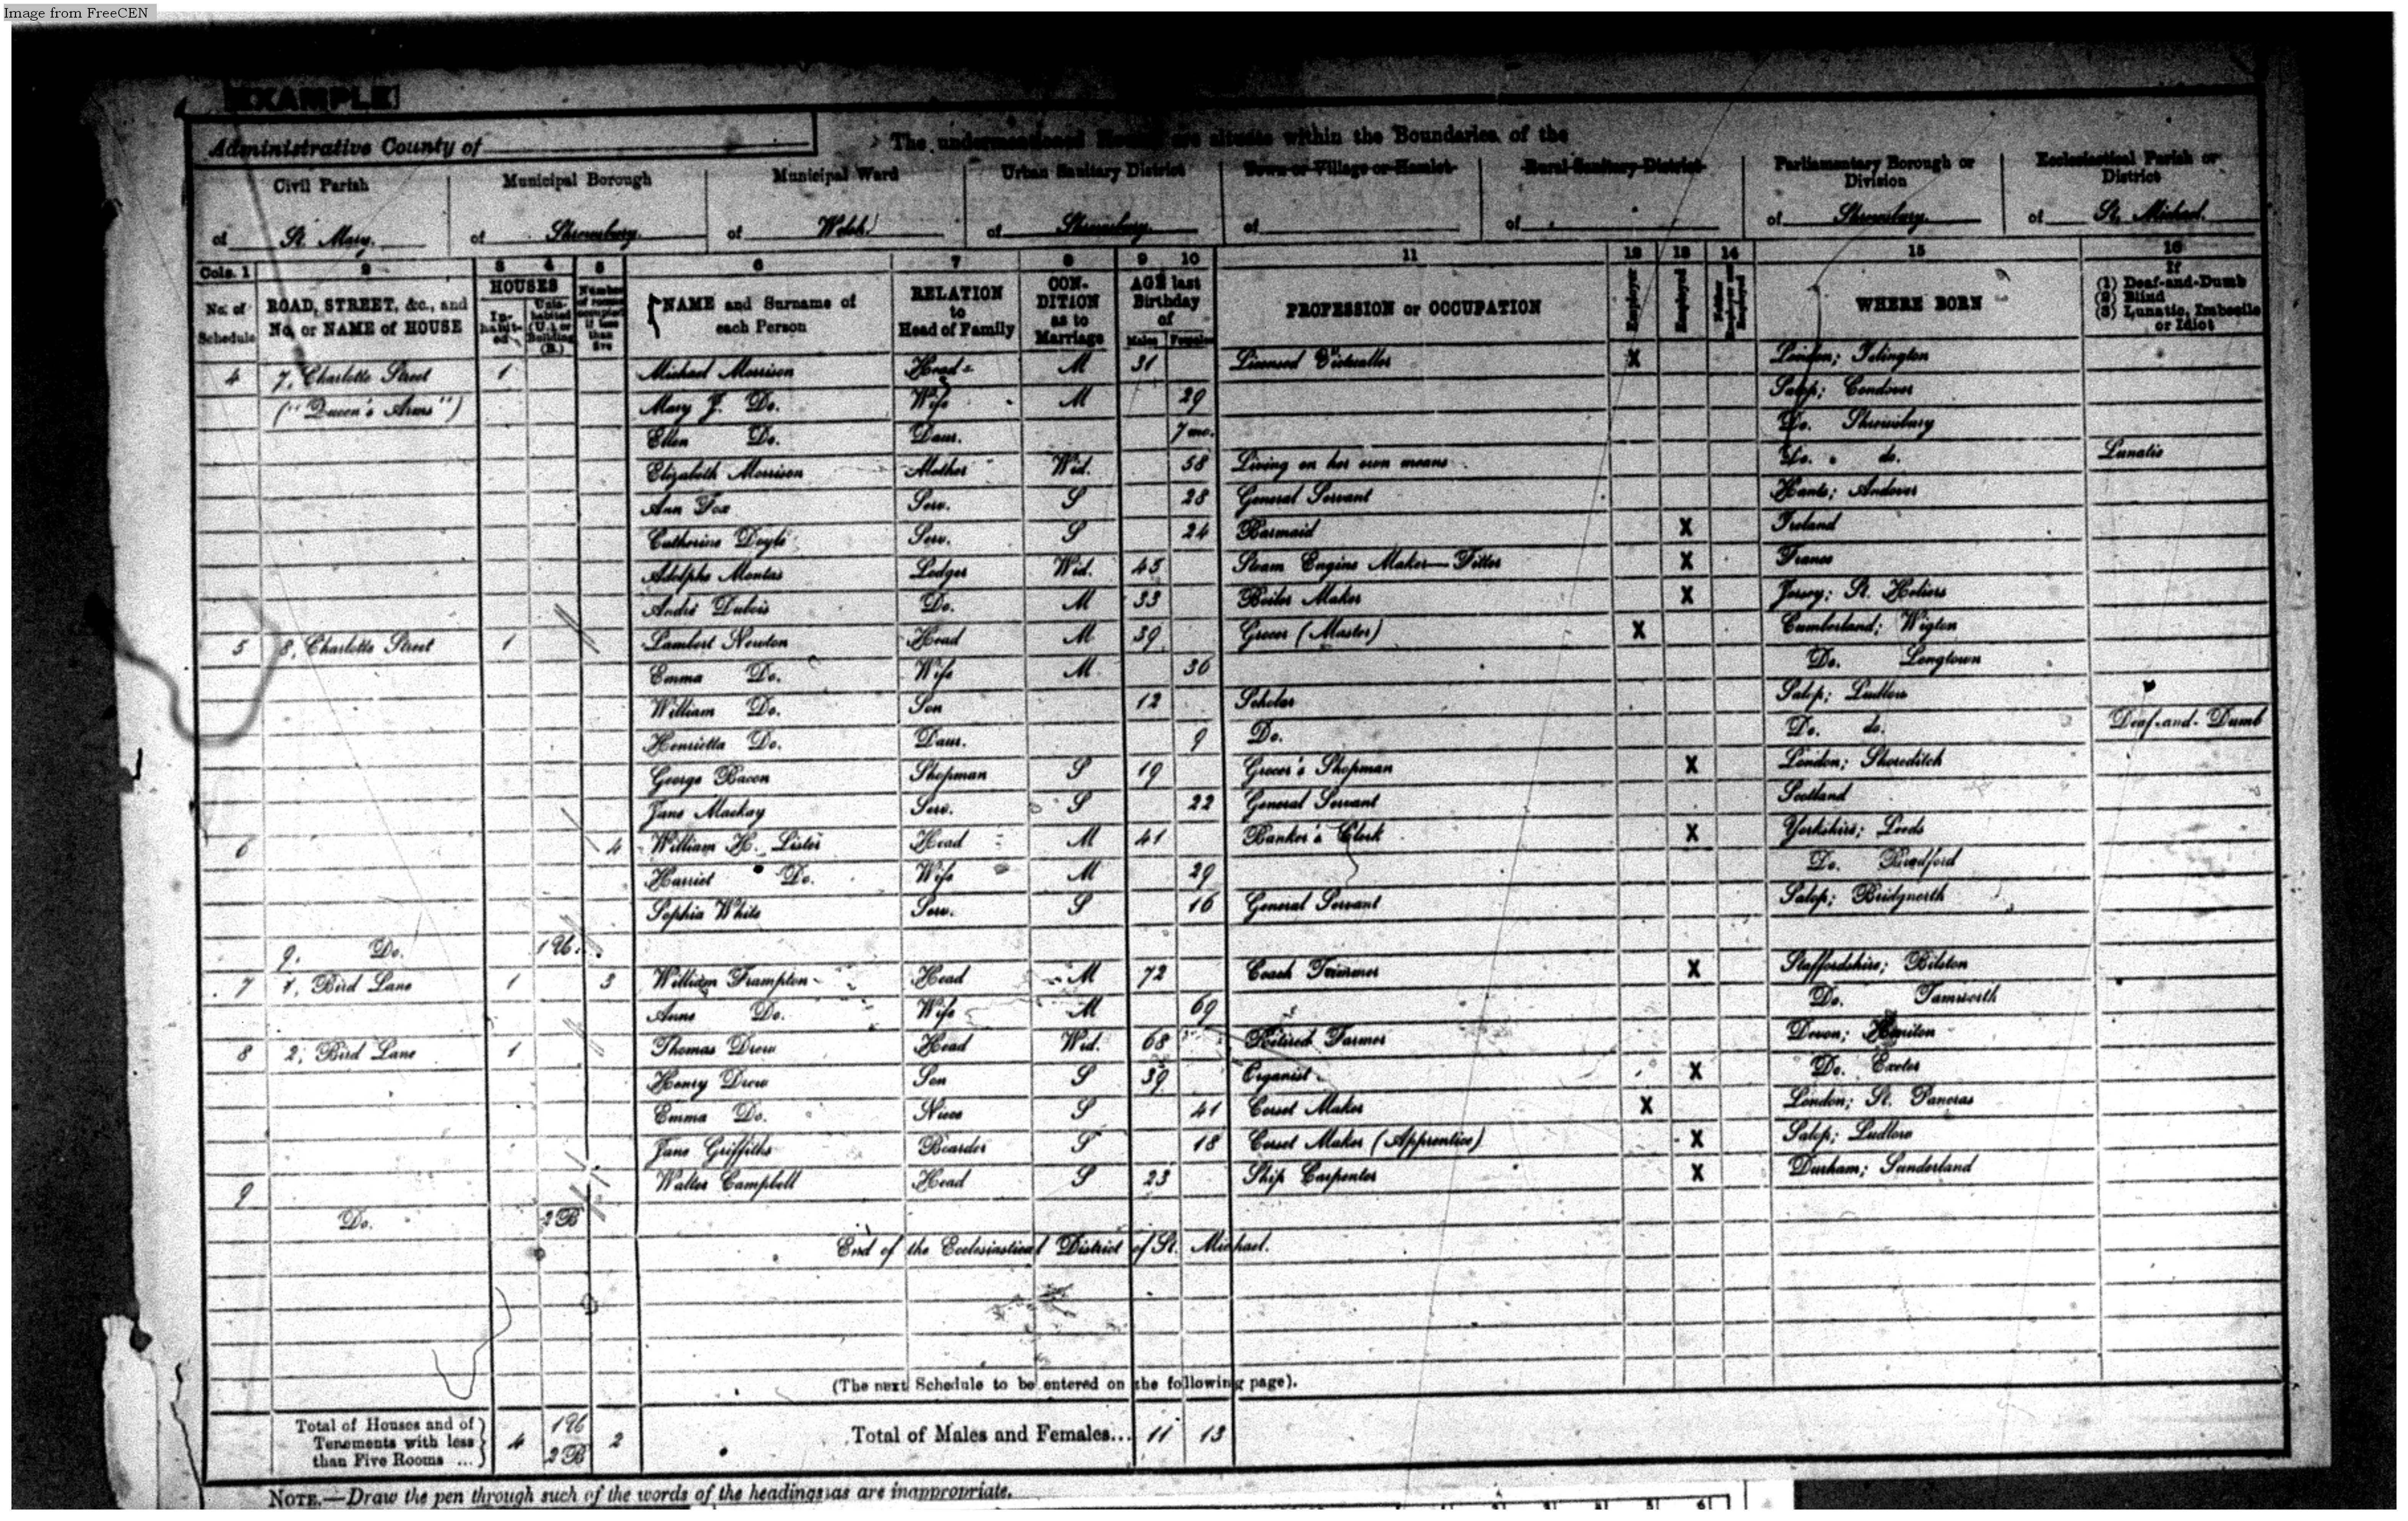 Image from FreeCEN
EXAMPLE
Administrative County of
The undermentioned Houses are situate within the Boundaries of the
Civil Parish
of St. Mary.
Municipal Borough
of Shrewsbury.
Municipal Ward
of Welsh.
Urban Sanitary District
of Shrewsbury.
Town or Village or Hamlet
of
Rural Sanitary District
of
Parliamentary Borough or Division
of Shrewsbury.
Ecclesiastical Parish or District
of St. Michael.
Cols. 1 2 3 4 5 6 7 8 9 10 11 12 13 14 15 16
No. of Schedule
ROAD, STREET, &c., and No. or NAME of HOUSE
HOUSES
In-habit-ed
Unin-habited (U.) or Building (B.)
Number of rooms occupied if less than five
NAME and Surname of each Person
RELATION to Head of Family
CON-DITION as to Marriage
AGE last Birthday of
Males Females
PROFESSION or OCCUPATION
Employer
Employed
Neither Employer nor Employed
WHERE BORN
If
(1) Deaf-and-Dumb
(2) Blind
(3) Lunatic, Imbecile or Idiot
4 7, Charlotte Street 1 Michael Morrison Head M 31 Licensed Victualler X London; Islington
("Queen's Arms") Mary J. Do. Wife M 29 Salop; Condover
Ellen Do. Daur. 7 mo. Do. Shrewsbury
Elizabeth Morrison Mother Wid. 58 Living on her own means Do. do. Lunatic
Ann Fox Serv. S 28 General Servant Hants; Andover
Catherine Doyle Serv. S 24 Barmaid X Ireland
Adolphe Montas Lodger Wid. 45 Steam Engine Maker—Fitter X France
André Dubois Do. M 33 Boiler Maker X Jersey; St. Heliers
5 8, Charlotte Street 1 Lambert Newton Head M 39 Grocer (Master) X Cumberland; Wigton
Emma Do. Wife M 36 Do. Longtown
William Do. Son 12 Scholar Salop; Ludlow
Henrietta Do. Daur. 9 Do. Do. do. Deaf-and-Dumb
George Bacon Shopman S 19 Grocer's Shopman X London; Shoreditch
Jane Mackay Serv. S 22 General Servant Scotland
6 4 William H. Lister Head M 41 Banker's Clerk X Yorkshire; Leeds
Harriet Do. Wife M 29 Do. Bradford
Sophia White Serv. S 16 General Servant Salop; Bridgnorth
9, Do. 1 U.
7 1, Bird Lane 1 3 William Frampton Head M 72 Coach Trimmer X Staffordshire; Bilston
Anne Do. Wife M 69 Do. Tamworth
8 2, Bird Lane 1 Thomas Drew Head Wid. 68 Retired Farmer Devon; Honiton
Henry Drew Son S 39 Organist X Do. Exeter
Emma Do. Niece S 41 Corset Maker X London; St. Pancras
Jane Griffiths Boarder S 18 Corset Maker (Apprentice) X Salop; Ludlow
9 Walter Campbell Head S 23 Ship Carpenter X Durham; Sunderland
Do. 2 B
End of the Ecclesiastical District of St. Michael.
(The next Schedule to be entered on the following page).
Total of Houses and of Tenements with less than Five Rooms ... 4 1 U 2 B 2
Total of Males and Females... 11 13
NOTE.—Draw the pen through such of the words of the headings as are inappropriate.